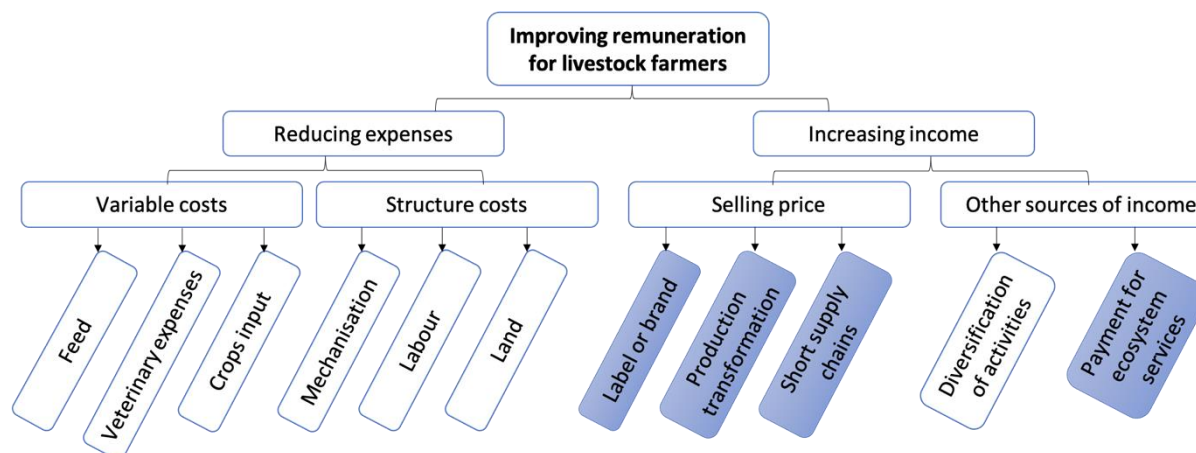 Improving remuneration
for livestock farmers
Reducing expenses
Increasing income
Variable costs
Structure costs
Selling price
Other sources of income
Feed
Veterinary expenses
Crops input
Mechanisation
Labour
Land
Label or brand
Production
transformation
Short supply
chains
Diversification
of activities
Payment for
ecosystem
services